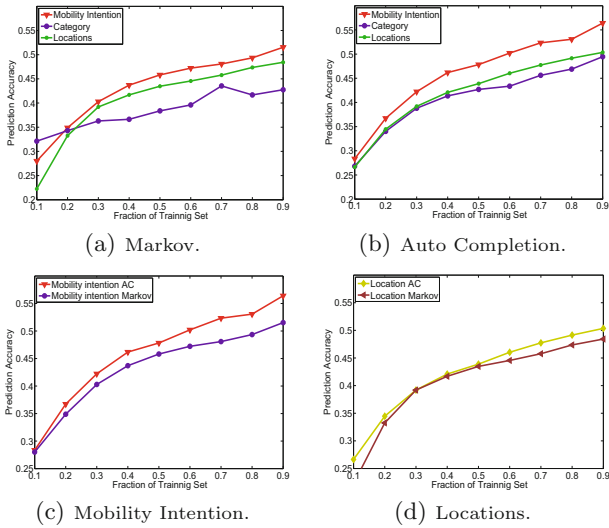 Mobility Intention
Category
Locations
Prediction Accuracy
0.55
0.5
0.45
0.4
0.35
0.3
0.25
0.2
0.1 0.2 0.3 0.4 0.5 0.6 0.7 0.8 0.9
Fraction of Trainnig Set
(a) Markov.
Mobility Intention
Category
Locations
Prediction Accuracy
0.55
0.5
0.45
0.4
0.35
0.3
0.25
0.2
0.1 0.2 0.3 0.4 0.5 0.6 0.7 0.8 0.9
Fraction of Trainnig Set
(b) Auto Completion.
Mobility intention AC
Mobility intention Markov
Prediction Accuracy
0.55
0.5
0.45
0.4
0.35
0.3
0.25
0.1 0.2 0.3 0.4 0.5 0.6 0.7 0.8 0.9
Fraction of Trainnig Set
(c) Mobility Intention.
Location AC
Location Markov
Prediction Accuracy
0.55
0.5
0.45
0.4
0.35
0.3
0.25
0.1 0.2 0.3 0.4 0.5 0.6 0.7 0.8 0.9
Fraction of Trainnig Set
(d) Locations.